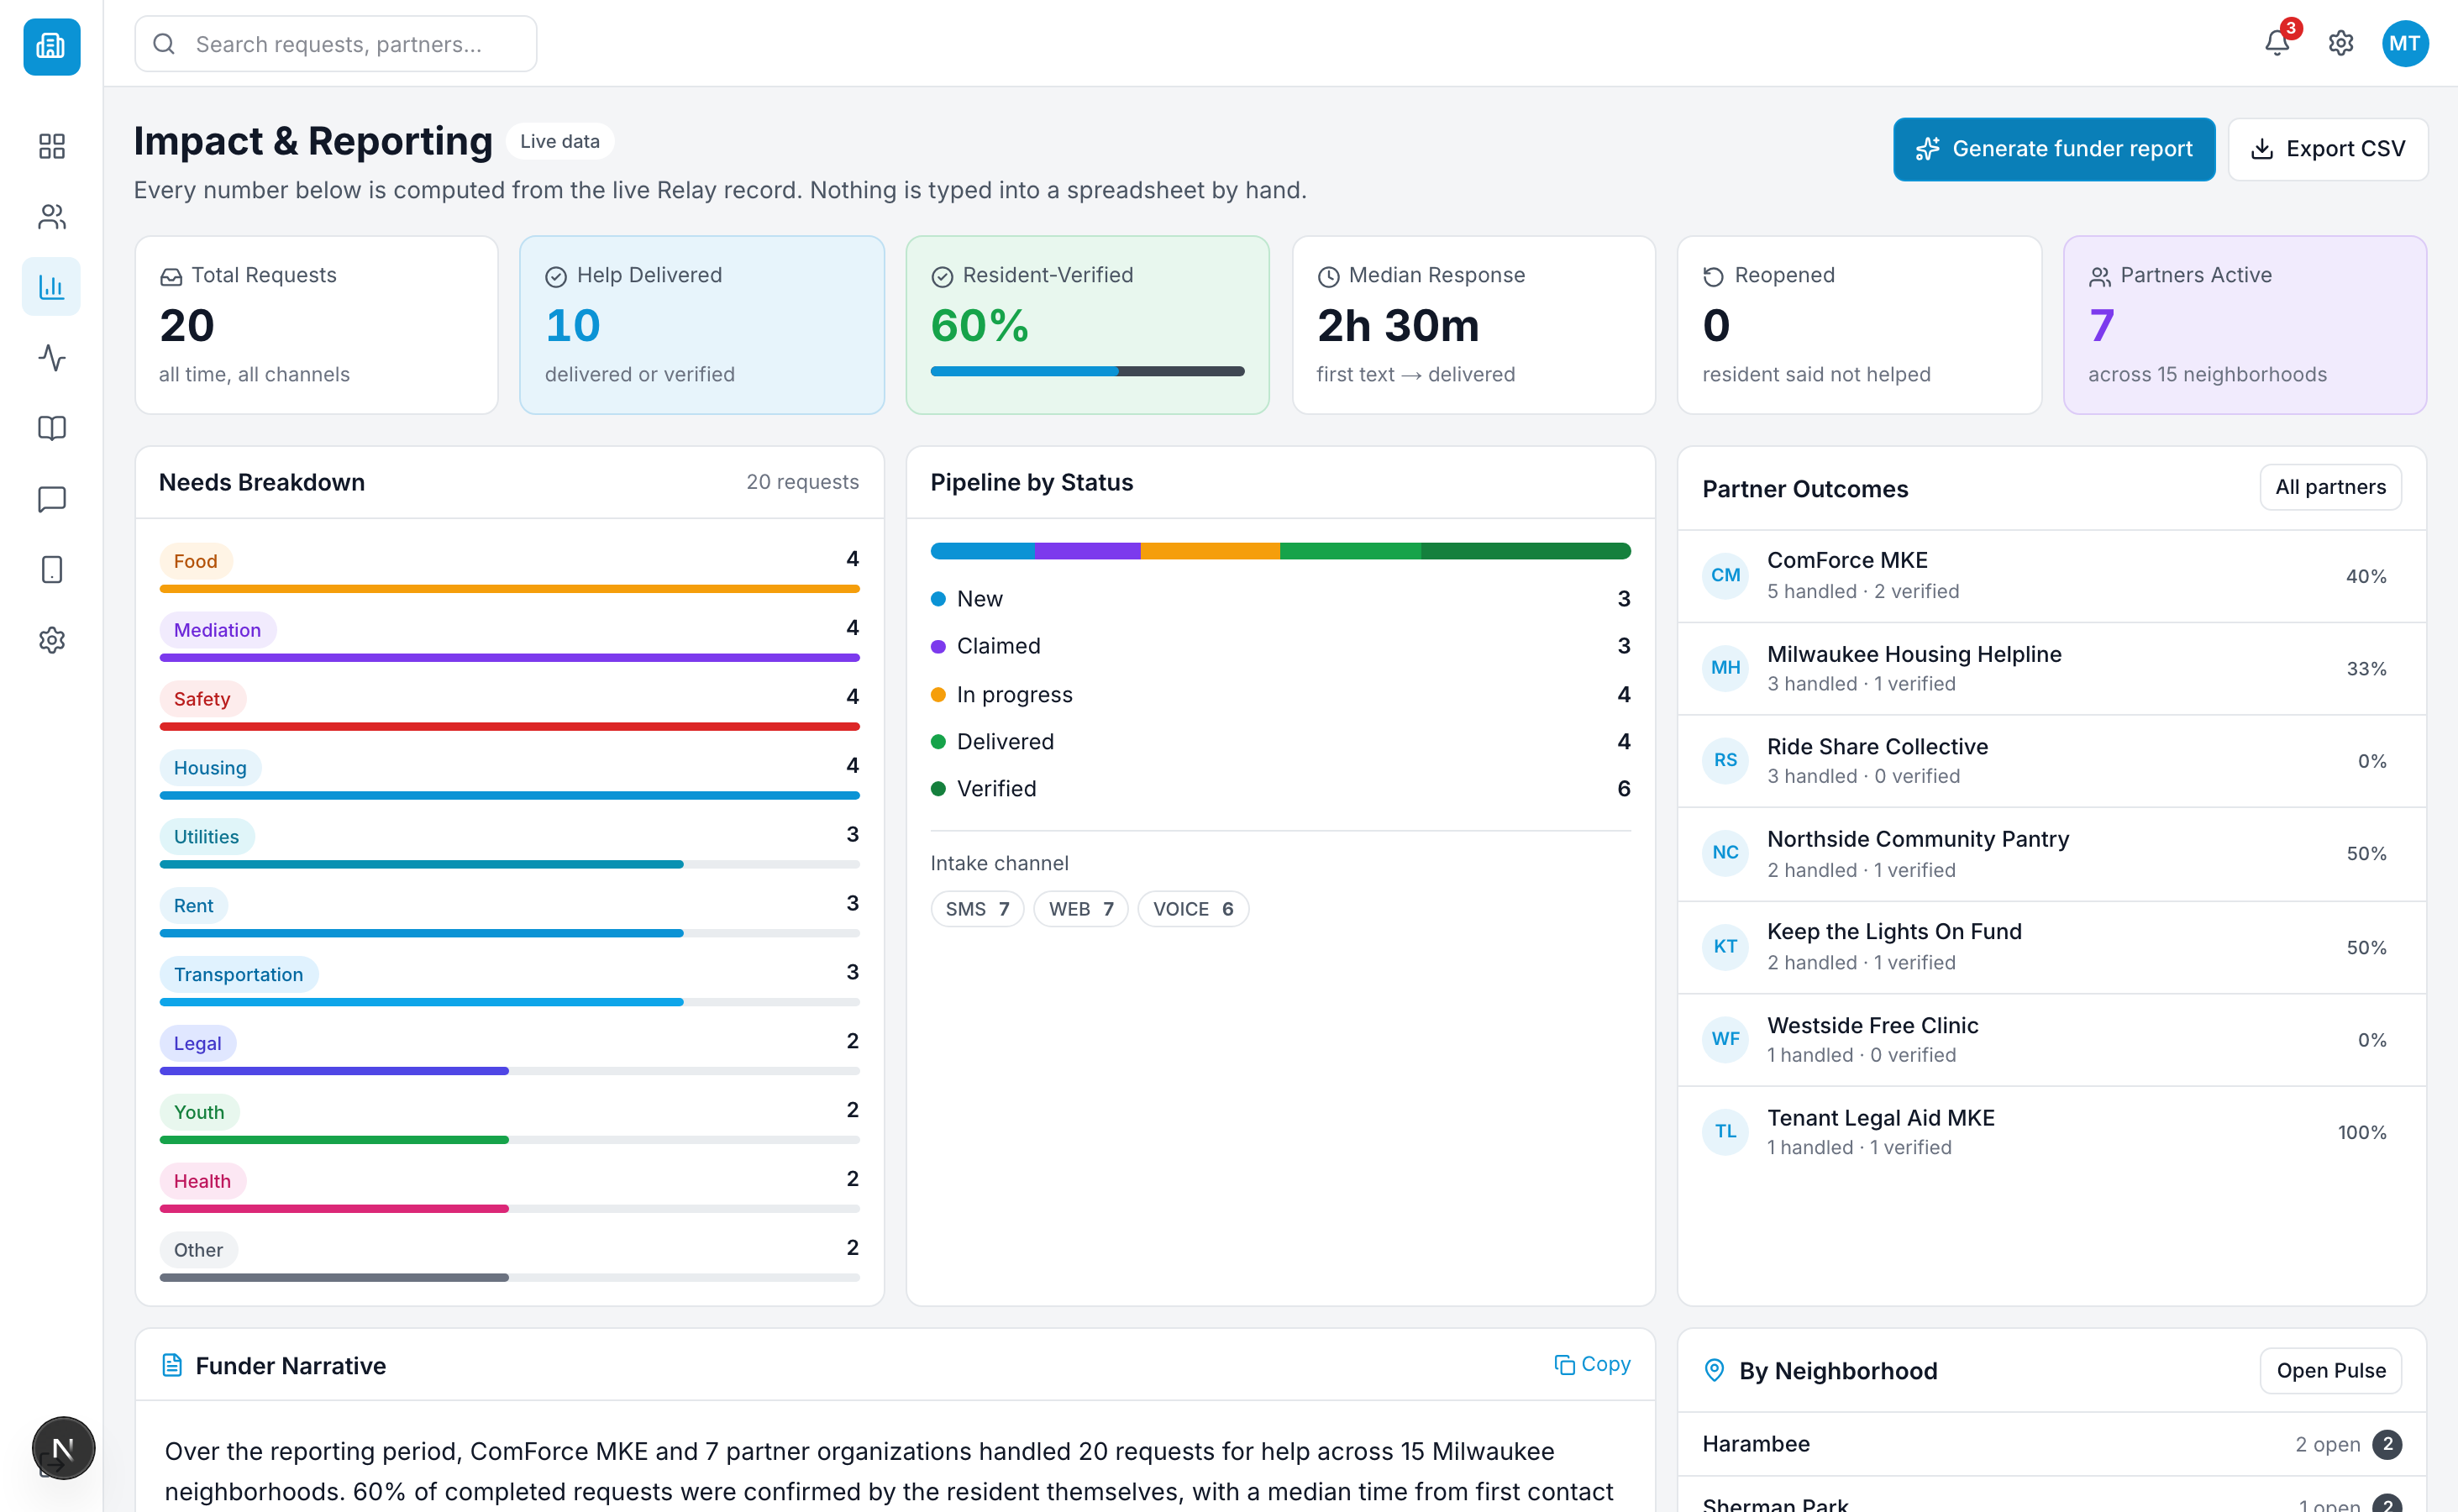 Search requests, partners...
3
MT
Impact & Reporting
Live data
Every number below is computed from the live Relay record. Nothing is typed into a spreadsheet by hand.
Generate funder report
Export CSV
Total Requests
20
all time, all channels
Help Delivered
10
delivered or verified
Resident-Verified
60%
Median Response
2h 30m
first text → delivered
Reopened
0
resident said not helped
Partners Active
7
across 15 neighborhoods
Needs Breakdown
20 requests
Food 4
Mediation 4
Safety 4
Housing 4
Utilities 3
Rent 3
Transportation 3
Legal 2
Youth 2
Health 2
Other 2
Pipeline by Status
New 3
Claimed 3
In progress 4
Delivered 4
Verified 6
Intake channel
SMS 7 WEB 7 VOICE 6
Partner Outcomes
All partners
CM
ComForce MKE
5 handled · 2 verified
40%
MH
Milwaukee Housing Helpline
3 handled · 1 verified
33%
RS
Ride Share Collective
3 handled · 0 verified
0%
NC
Northside Community Pantry
2 handled · 1 verified
50%
KT
Keep the Lights On Fund
2 handled · 1 verified
50%
WF
Westside Free Clinic
1 handled · 0 verified
0%
TL
Tenant Legal Aid MKE
1 handled · 1 verified
100%
Funder Narrative
Copy
Over the reporting period, ComForce MKE and 7 partner organizations handled 20 requests for help across 15 Milwaukee
neighborhoods. 60% of completed requests were confirmed by the resident themselves, with a median time from first contact
By Neighborhood
Open Pulse
Harambee
2 open 2
Sherman Park
1 open 2
N